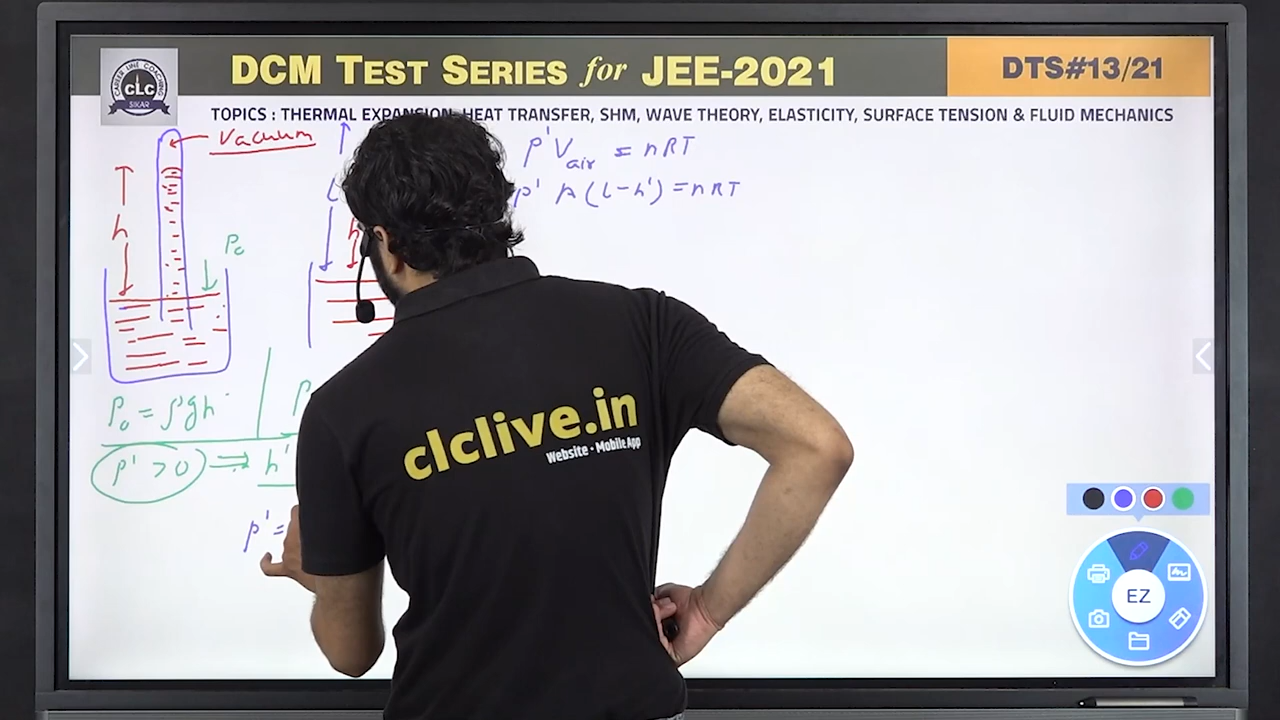 DCM TEST SERIES for JEE-2021
DTS#13/21
CAREER LINE COACHING
CLC
SIKAR
TOPICS : THERMAL EXPANSION, HEAT TRANSFER, SHM, WAVE THEORY, ELASTICITY, SURFACE TENSION & FLUID MECHANICS
Vacuum
h
P₀
l
h
P'V_air = nRT
P' A (l-h') = nRT
P₀ = ρgh
P
P' > 0 ⇒ h'
P' =
clclive.in
Website • Mobile App
EZ